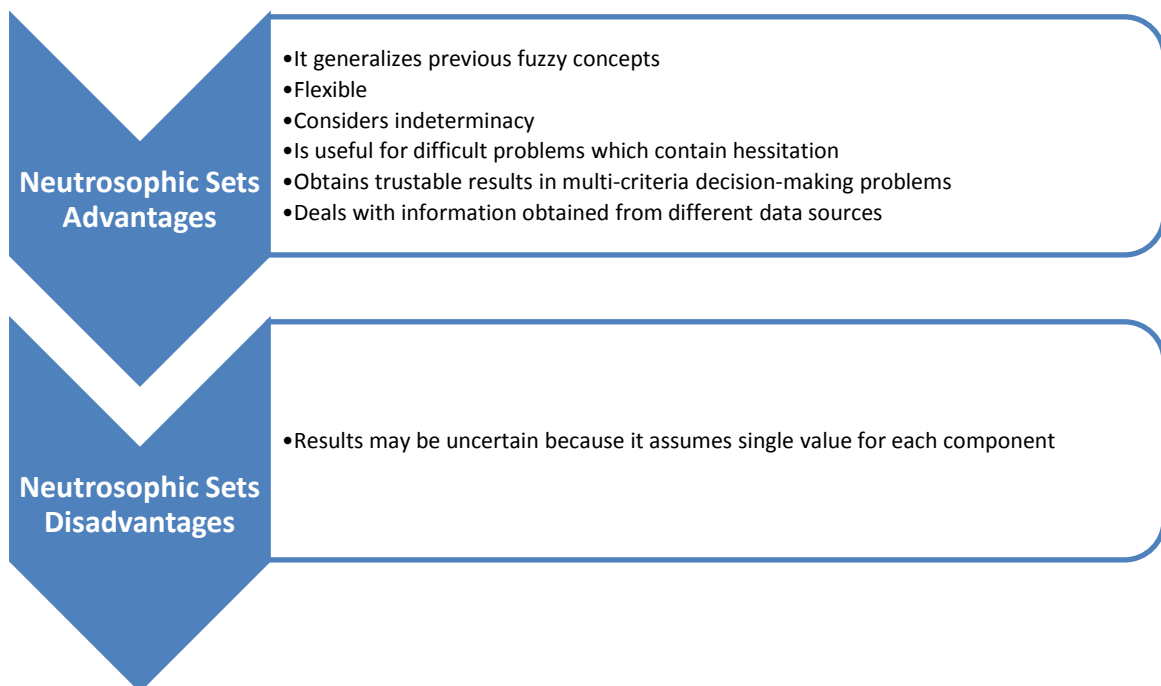 Neutrosophic Sets
Advantages
•It generalizes previous fuzzy concepts
•Flexible
•Considers indeterminacy
•Is useful for difficult problems which contain hessitation
•Obtains trustable results in multi-criteria decision-making problems
•Deals with information obtained from different data sources
Neutrosophic Sets
Disadvantages
•Results may be uncertain because it assumes single value for each component